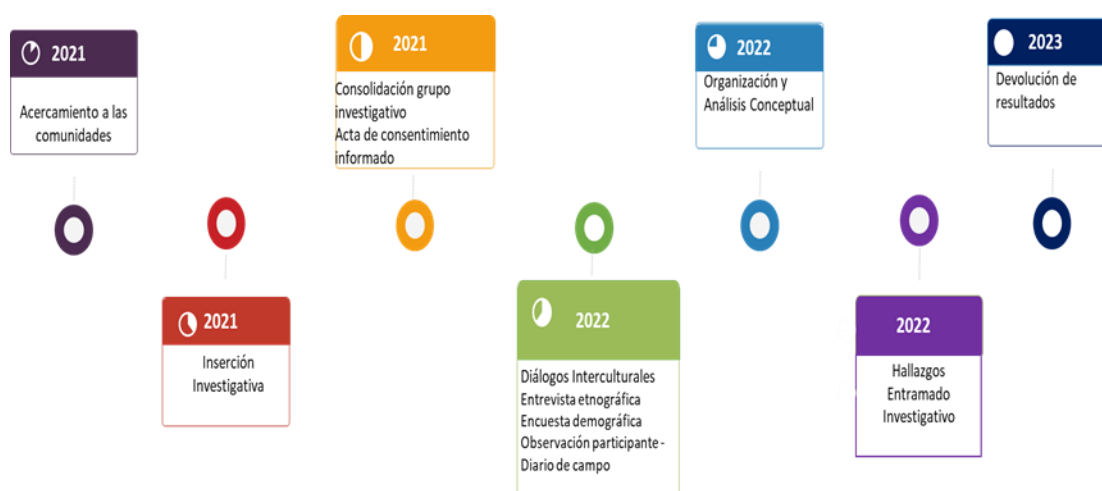 2021
Acercamiento a las
comunidades
2021
Inserción
Investigativa
2021
Consolidación grupo
investigativo
Acta de consentimiento
informado
2022
Diálogos Interculturales
Entrevista etnográfica
Encuesta demográfica
Observación participante -
Diario de campo
2022
Organización y
Análisis Conceptual
2022
Hallazgos
Entramado
Investigativo
2023
Devolución de
resultados